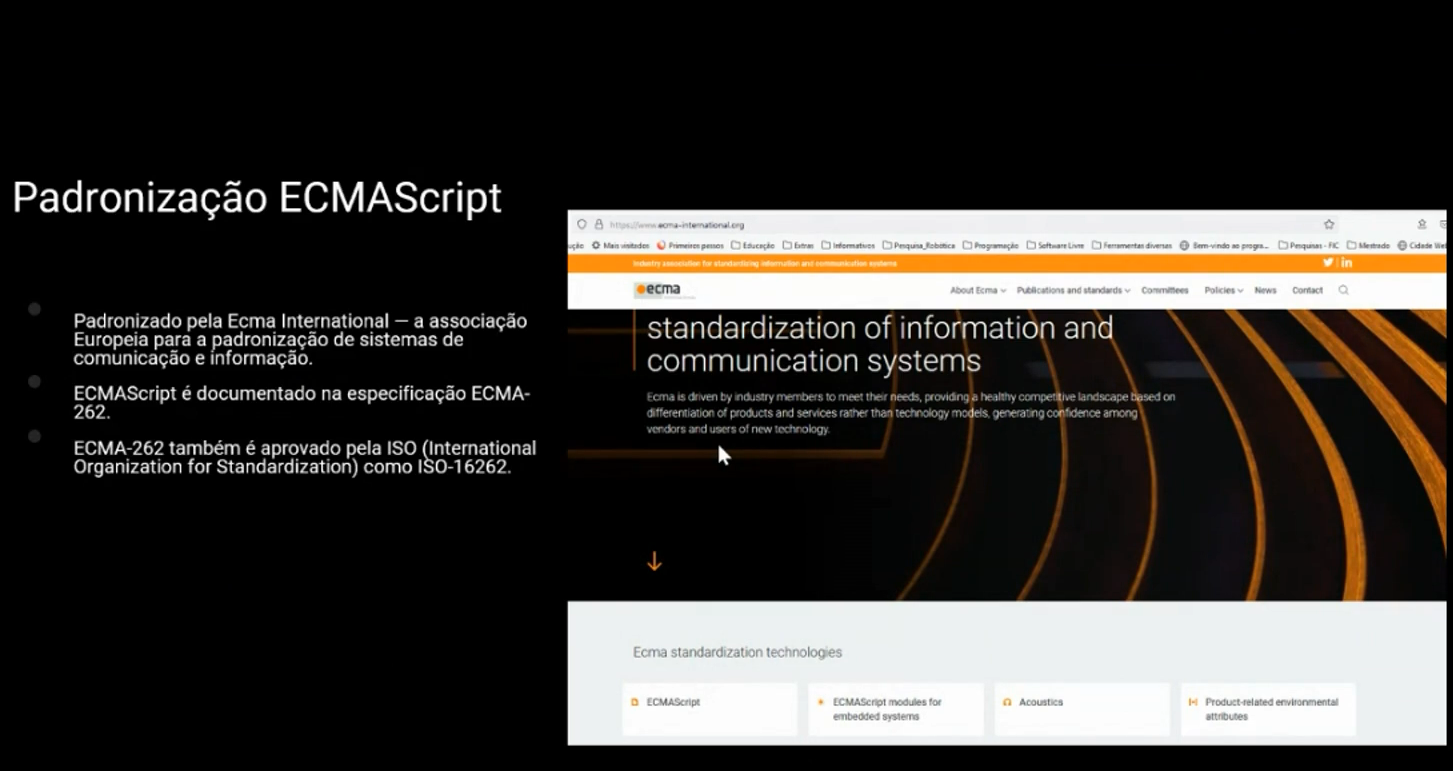 Padronização ECMAScript
Padronizado pela Ecma International — a associação
Europeia para a padronização de sistemas de
comunicação e informação.
ECMAScript é documentado na especificação ECMA-
262.
ECMA-262 também é aprovado pela ISO (International
Organization for Standardization) como ISO-16262.
https://www.ecma-international.org
Mais visitados Primeiros passos Educação Extras Informativos Pesquisa_Robótica Programação Software Livre Ferramentas diversas Bem-vindo ao progra... Pesquisas - FIC Mestrado Cidade
Industry association for standardizing information and communication systems
ecma
About Ecma Publications and standards Committees Policies News Contact
standardization of information and
communication systems
Ecma is driven by industry members to meet their needs, providing a healthy competitive landscape based on
differentiation of products and services rather than technology models, generating confidence among
vendors and users of new technology.
Ecma standardization technologies
ECMAScript
ECMAScript modules for
embedded systems
Acoustics
Product-related environmental
attributes